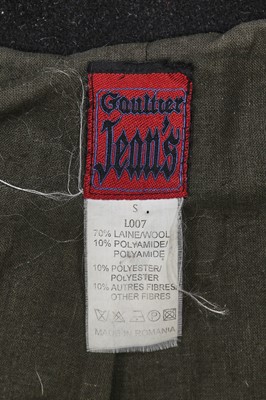 Gaultier
Jean's
S
L007
70% LAINE/WOOL
10% POLYAMIDE/
POLYAMIDE
10% POLYESTER/
POLYESTER
10% AUTRES FIBRES
OTHER FIBRES
MADE IN ROMANIA